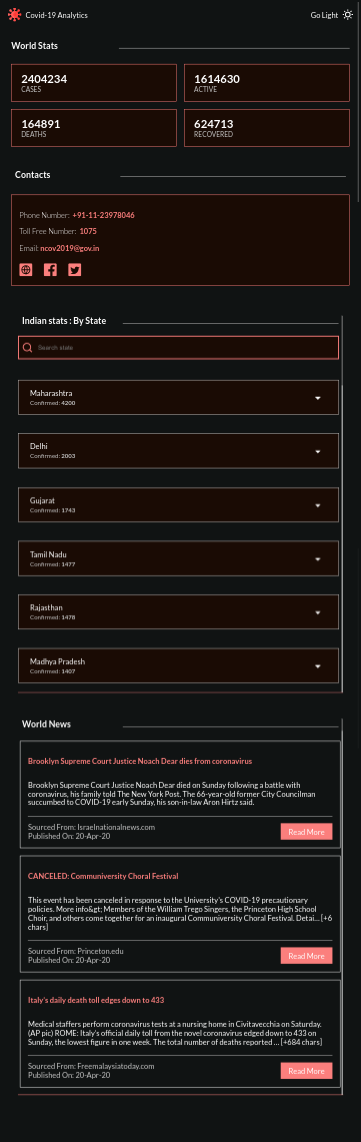 Covid-19 Analytics
Go Light
World Stats
2404234
CASES
1614630
ACTIVE
164891
DEATHS
624713
RECOVERED
Contacts
Phone Number: +91-11-23978046
Toll Free Number: 1075
Email: ncov2019@gov.in
Indian stats : By State
Search state
Maharashtra
Confirmed: 4200
Delhi
Confirmed: 2003
Gujarat
Confirmed: 1743
Tamil Nadu
Confirmed: 1477
Rajasthan
Confirmed: 1478
Madhya Pradesh
Confirmed: 1407
World News
Brooklyn Supreme Court Justice Noach Dear dies from coronavirus
Brooklyn Supreme Court Justice Noach Dear died on Sunday following a battle with
coronavirus, his family told The New York Post. The 66-year-old former City Councilman
succumbed to COVID-19 early Sunday, his son-in-law Aron Hirtz said.
Sourced From: Israelnationalnews.com
Published On: 20-Apr-20
Read More
CANCELED: Communiversity Choral Festival
This event has been canceled in response to the University's COVID-19 precautionary
policies. More info&gt; Members of the William Trego Singers, the Princeton High School
Choir, and others come together for an inaugural Communiversity Choral Festival. Detai... [+6
chars]
Sourced From: Princeton.edu
Published On: 20-Apr-20
Read More
Italy's daily death toll edges down to 433
Medical staffers perform coronavirus tests at a nursing home in Civitavecchia on Saturday.
(AP pic) ROME: Italy's official daily toll from the novel coronavirus edged down to 433 on
Sunday, the lowest figure in one week. The total number of deaths reported ... [+684 chars]
Sourced From: Freemalaysiatoday.com
Published On: 20-Apr-20
Read More